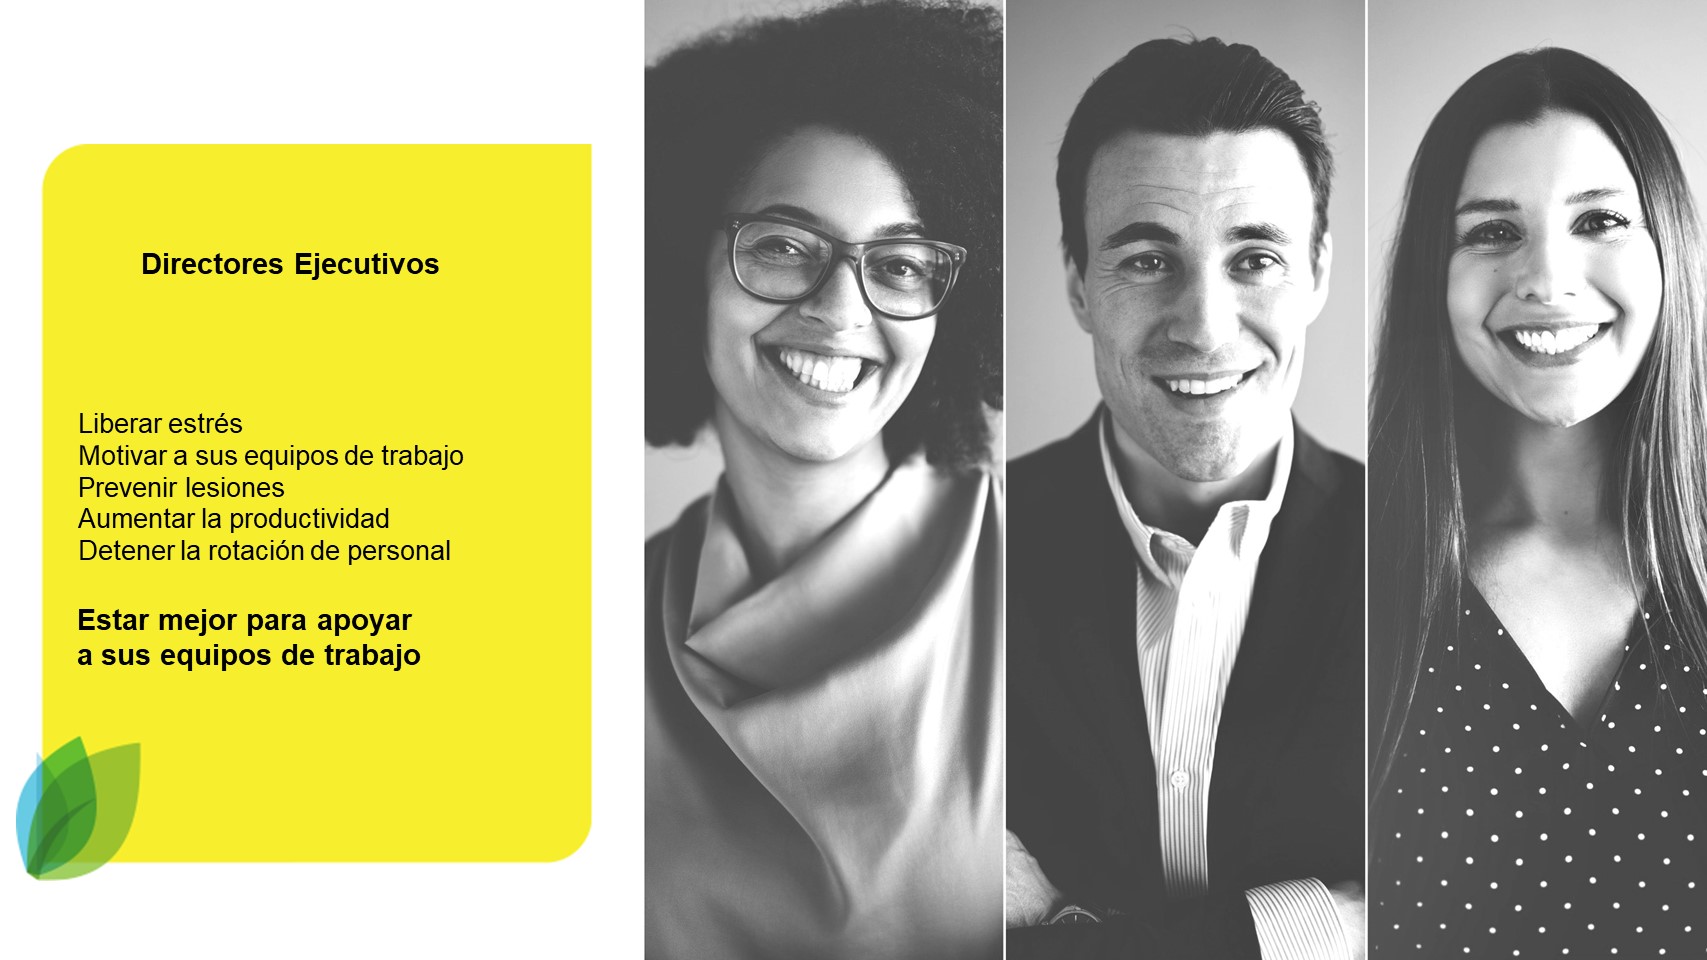 Directores Ejecutivos
Liberar estrés
Motivar a sus equipos de trabajo
Prevenir lesiones
Aumentar la productividad
Detener la rotación de personal
Estar mejor para apoyar
a sus equipos de trabajo